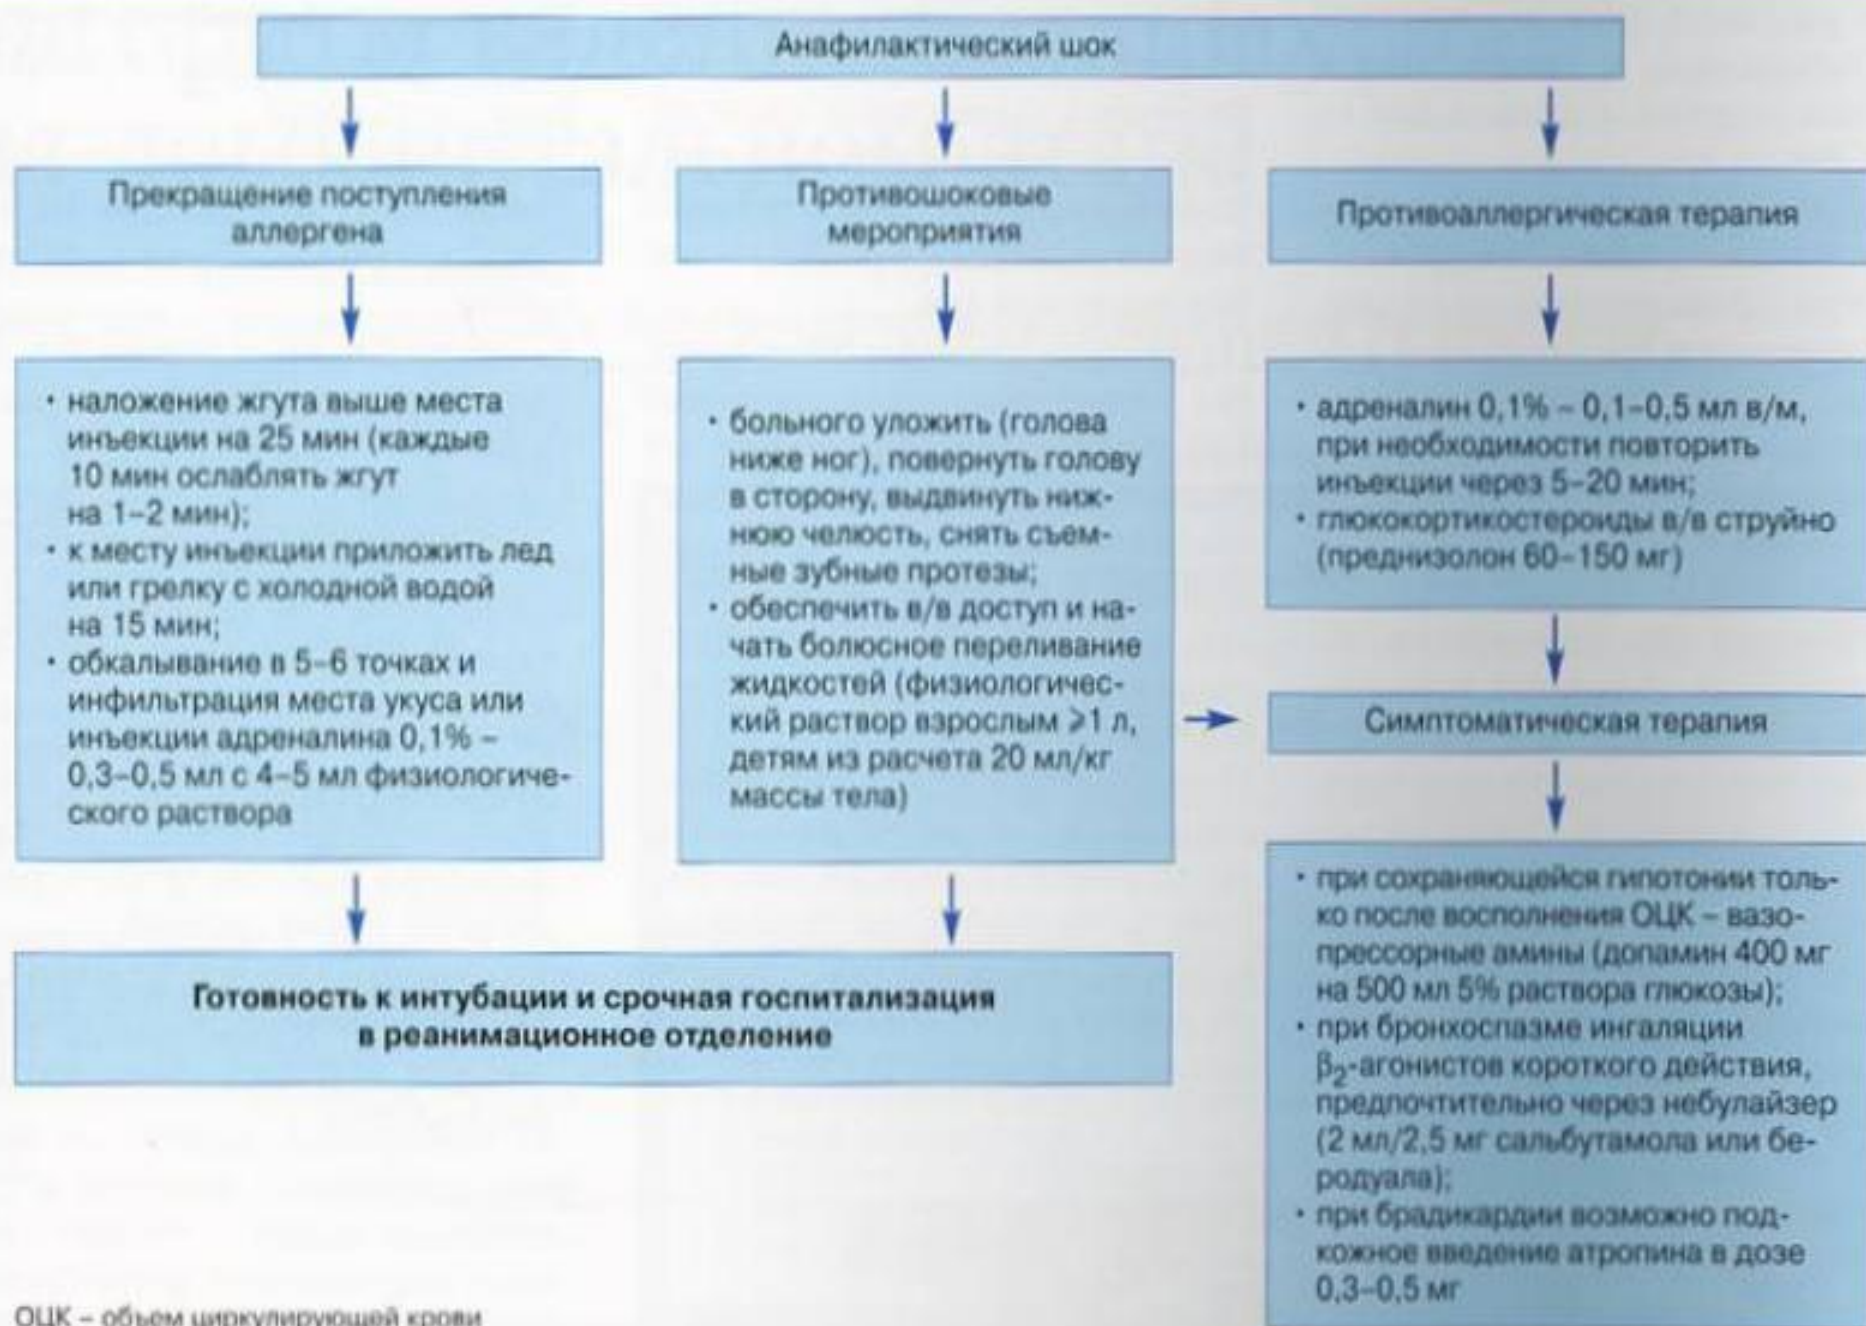 Анафилактический шок
Прекращение поступления
аллергена
Противошоковые
мероприятия
Противоаллергическая терапия
• наложение жгута выше места
инъекции на 25 мин (каждые
10 мин ослаблять жгут
на 1–2 мин);
• к месту инъекции приложить лед
или грелку с холодной водой
на 15 мин;
• обкалывание в 5–6 точках и
инфильтрация места укуса или
инъекции адреналина 0,1% –
0,3–0,5 мл с 4–5 мл физиологиче-
ского раствора
• больного уложить (голова
ниже ног), повернуть голову
в сторону, выдвинуть ниж-
нюю челюсть, снять съем-
ные зубные протезы;
• обеспечить в/в доступ и на-
чать болюсное переливание
жидкостей (физиологичес-
кий раствор взрослым ⩾1 л,
детям из расчета 20 мл/кг
массы тела)
• адреналин 0,1% – 0,1–0,5 мл в/м,
при необходимости повторить
инъекции через 5–20 мин;
• глюкокортикостероиды в/в струйно
(преднизолон 60–150 мг)
Симптоматическая терапия
• при сохраняющейся гипотонии толь-
ко после восполнения ОЦК – вазо-
прессорные амины (допамин 400 мг
на 500 мл 5% раствора глюкозы);
• при бронхоспазме ингаляции
β₂-агонистов короткого действия,
предпочтительно через небулайзер
(2 мл/2,5 мг сальбутамола или бе-
родуала);
• при брадикардии возможно под-
кожное введение атропина в дозе
0,3–0,5 мг
Готовность к интубации и срочная госпитализация
в реанимационное отделение
ОЦК – объем циркулирующей крови